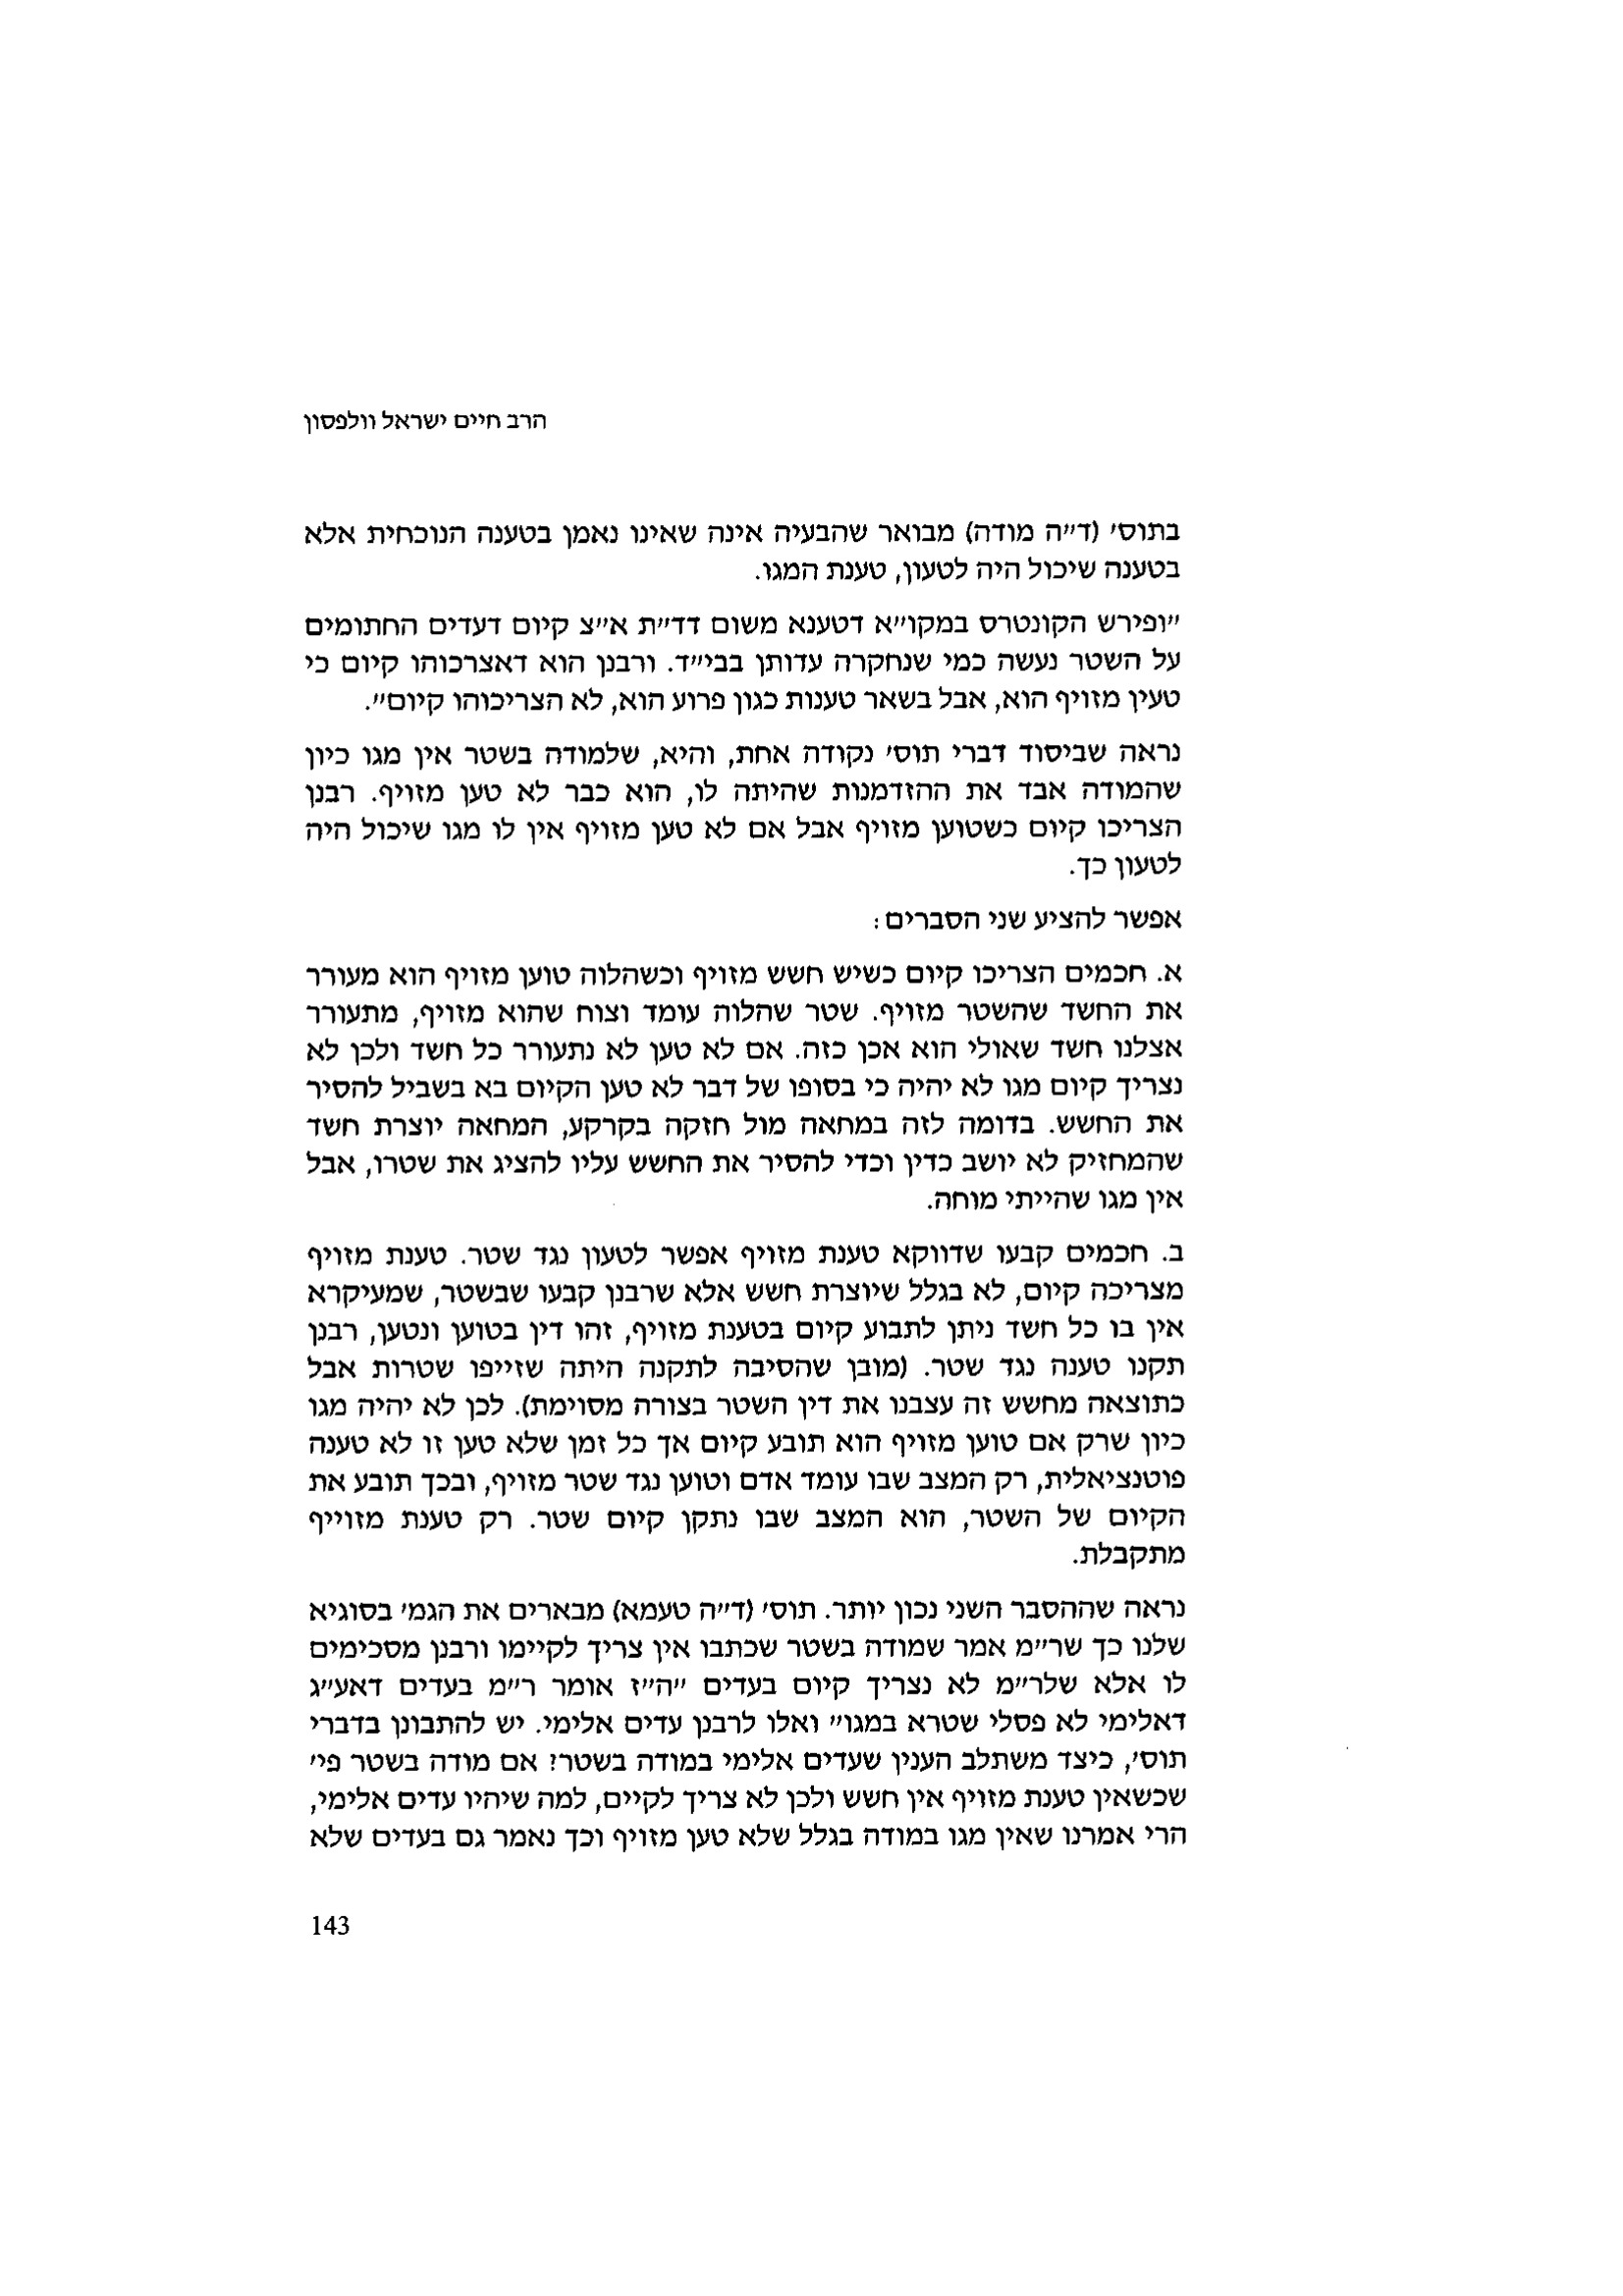 הרב חיים ישראל וולפסון
בתוס׳ (ד״ה מודה) מבואר שהבעיה אינה שאינו נאמן בטענה הנוכחית אלא
בטענה שיכול היה לטעון, טענת המגו.
״ופירש הקונטרס במקו״א דטענא משום דד״ת א״צ קיום דעדים החתומים
על השטר נעשה כמי שנחקרה עדותן בבי״ד. ורבנן הוא דאצרכוהו קיום כי
טעין מזויף הוא, אבל בשאר טענות כגון פרוע הוא, לא הצריכוהו קיום״.
נראה שביסוד דברי תוס׳ נקודה אחת, והיא, שלמודה בשטר אין מגו כיון
שהמודה אבד את ההזדמנות שהיתה לו, הוא כבר לא טען מזויף. רבנן
הצריכו קיום כשטוען מזויף אבל אם לא טען מזויף אין לו מגו שיכול היה
לטעון כך.
אפשר להציע שני הסברים:
א. חכמים הצריכו קיום כשיש חשש מזויף וכשהלוה טוען מזויף הוא מעורר
את החשד שהשטר מזויף. שטר שהלוה עומד וצוח שהוא מזויף, מתעורר
אצלנו חשד שאולי הוא אכן כזה. אם לא טען לא נתעורר כל חשד ולכן לא
נצריך קיום מגו לא יהיה כי בסופו של דבר לא טען הקיום בא בשביל להסיר
את החשש. בדומה לזה במחאה מול חזקה בקרקע, המחאה יוצרת חשד
שהמחזיק לא יושב כדין וכדי להסיר את החשש עליו להציג את שטרו, אבל
אין מגו שהייתי מוחה.
ב. חכמים קבעו שדווקא טענת מזויף אפשר לטעון נגד שטר. טענת מזויף
מצריכה קיום, לא בגלל שיוצרת חשש אלא שרבנן קבעו שבשטר, שמעיקרא
אין בו כל חשד ניתן לתבוע קיום בטענת מזויף, זהו דין בטוען ונטען, רבנן
תקנו טענה נגד שטר. (מובן שהסיבה לתקנה היתה שזייפו שטרות אבל
כתוצאה מחשש זה עצבנו את דין השטר בצורה מסוימת). לכן לא יהיה מגו
כיון שרק אם טוען מזויף הוא תובע קיום אך כל זמן שלא טען זו לא טענה
פוטנציאלית, רק המצב שבו עומד אדם וטוען נגד שטר מזויף, ובכך תובע את
הקיום של השטר, הוא המצב שבו נתקן קיום שטר. רק טענת מזוייף
מתקבלת.
נראה שההסבר השני נכון יותר. תוס׳ (ד״ה טעמא) מבארים את הגמ׳ בסוגיא
שלנו כך שר״מ אמר שמודה בשטר שכתבו אין צריך לקיימו ורבנן מסכימים
לו אלא שלר״מ לא נצריך קיום בעדים ״ה״ז אומר ר״מ בעדים דאע״ג
דאלימי לא פסלי שטרא במגו״ ואלו לרבנן עדים אלימי. יש להתבונן בדברי
תוס׳, כיצד משתלב הענין שעדים אלימי במודה בשטר? אם מודה בשטר פי׳
שכשאין טענת מזויף אין חשש ולכן לא צריך לקיים, למה שיהיו עדים אלימי,
הרי אמרנו שאין מגו במודה בגלל שלא טען מזויף וכך נאמר גם בעדים שלא
143